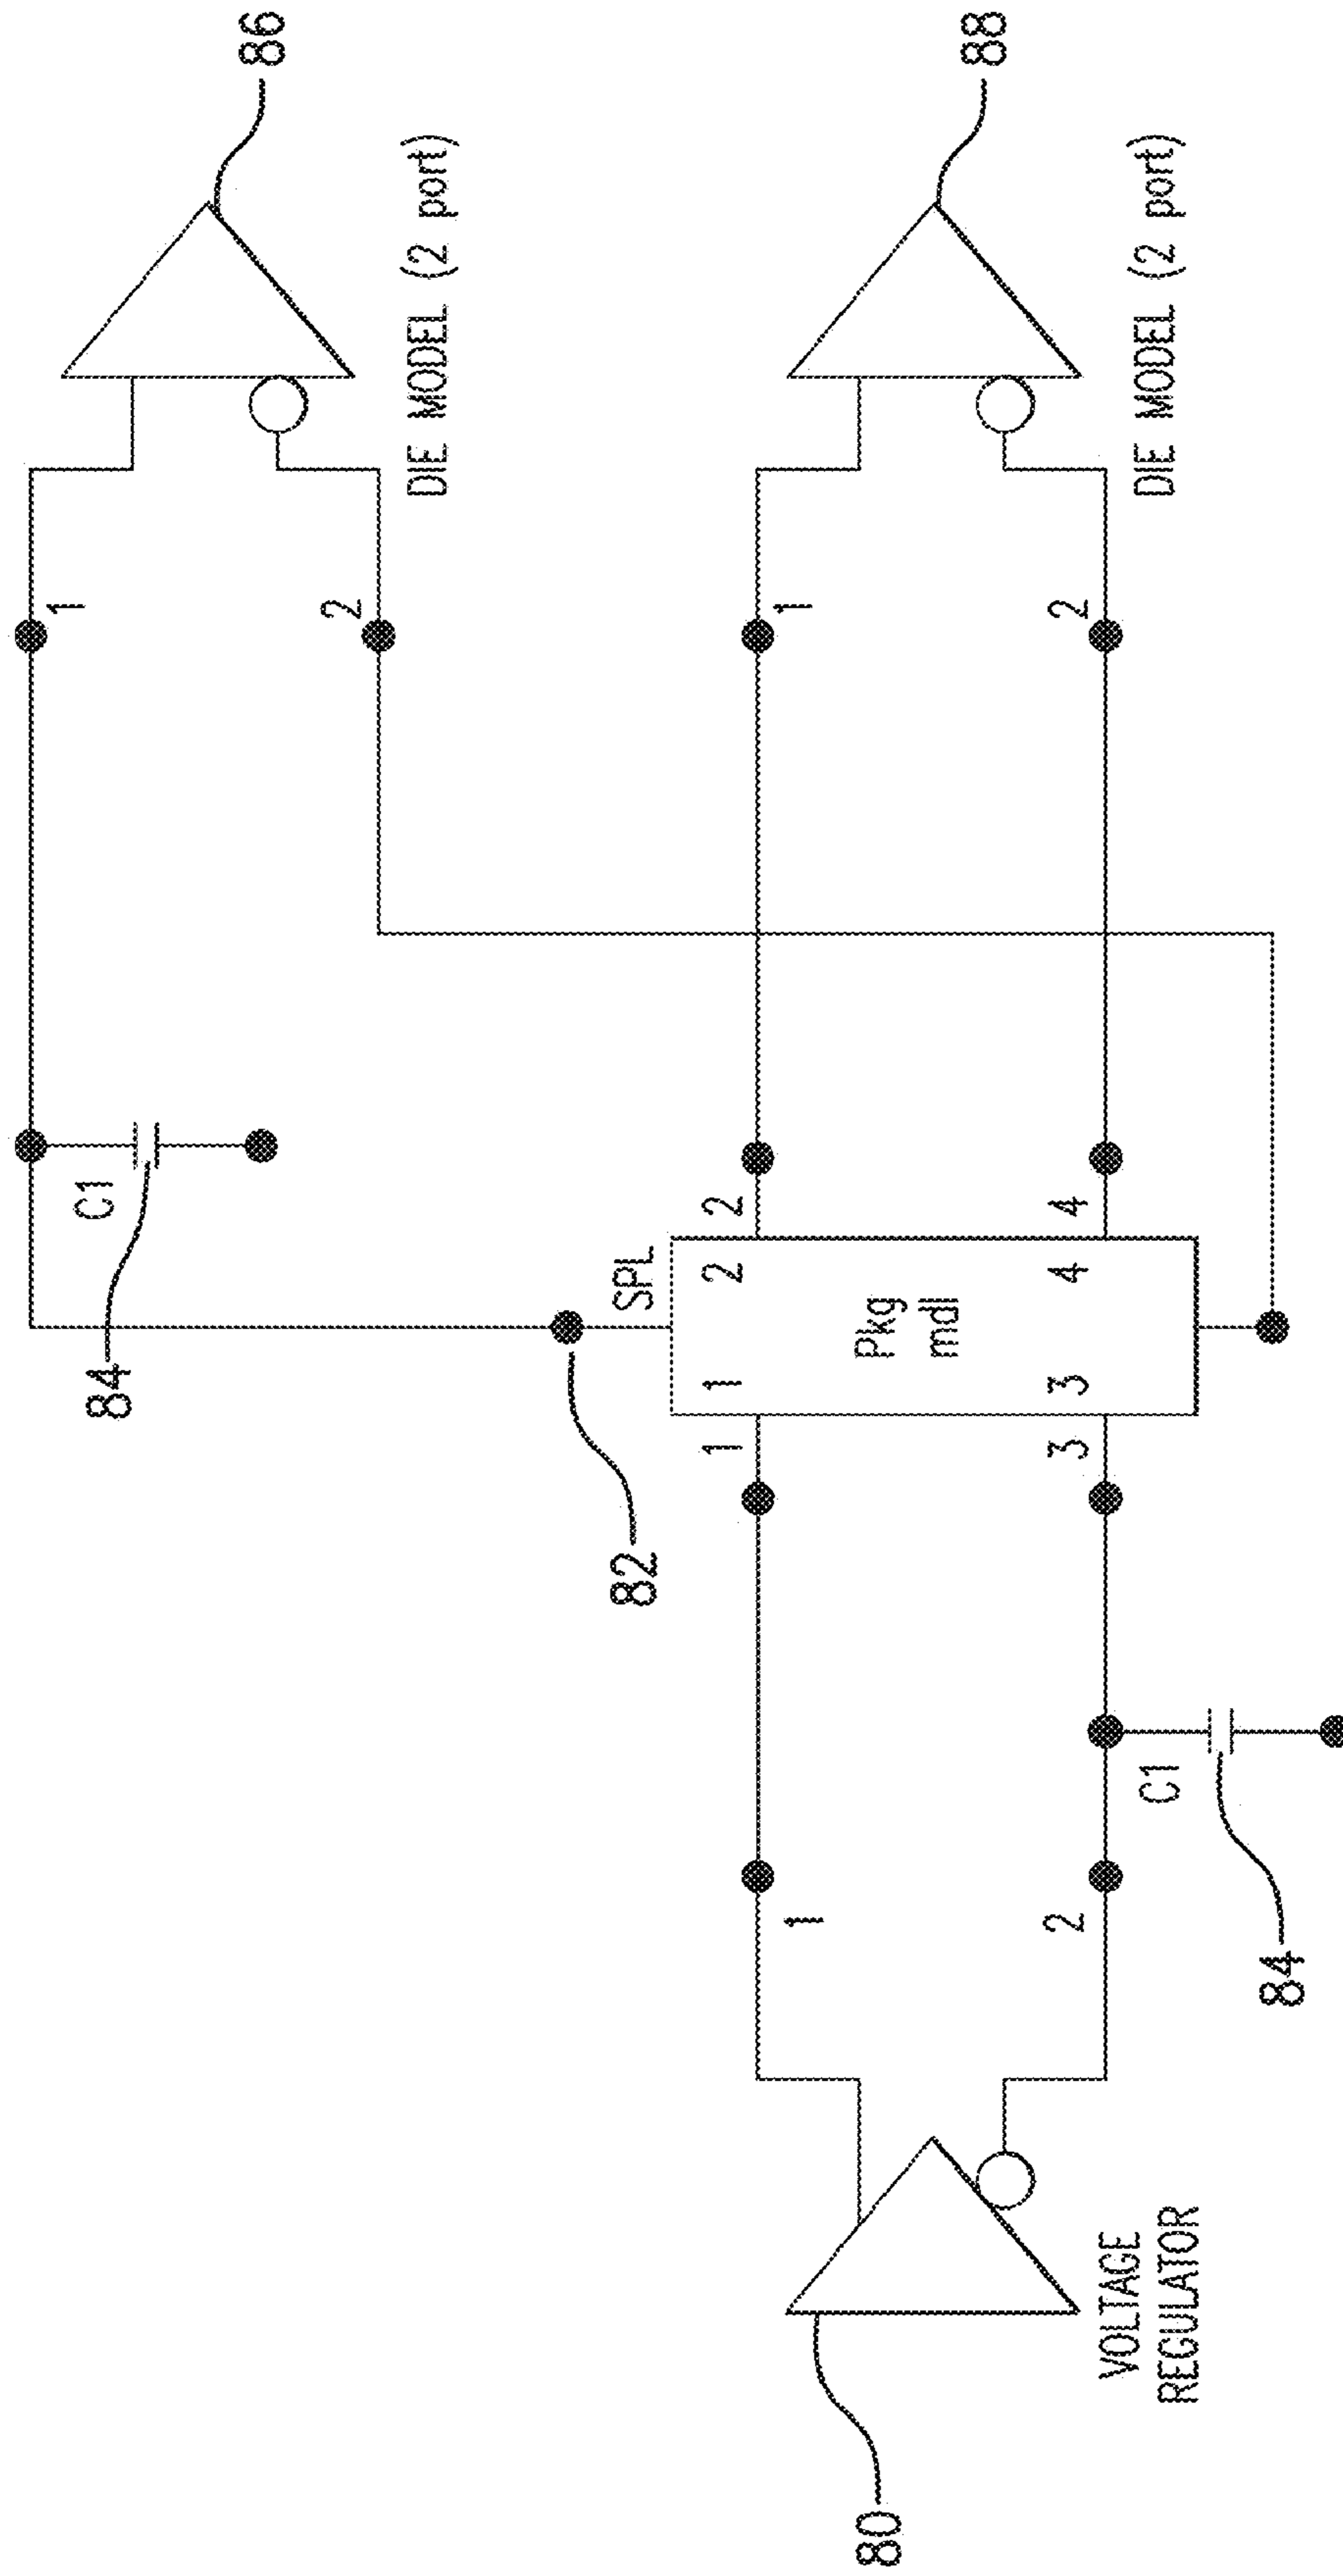 86
1
2
DIE MODEL (2 port)
C1
84
88
1
2
DIE MODEL (2 port)
82
SPL
1
2
3
4
1
2
3
4
Pkg
mdl
1
2
C1
84
80
VOLTAGE
REGULATOR